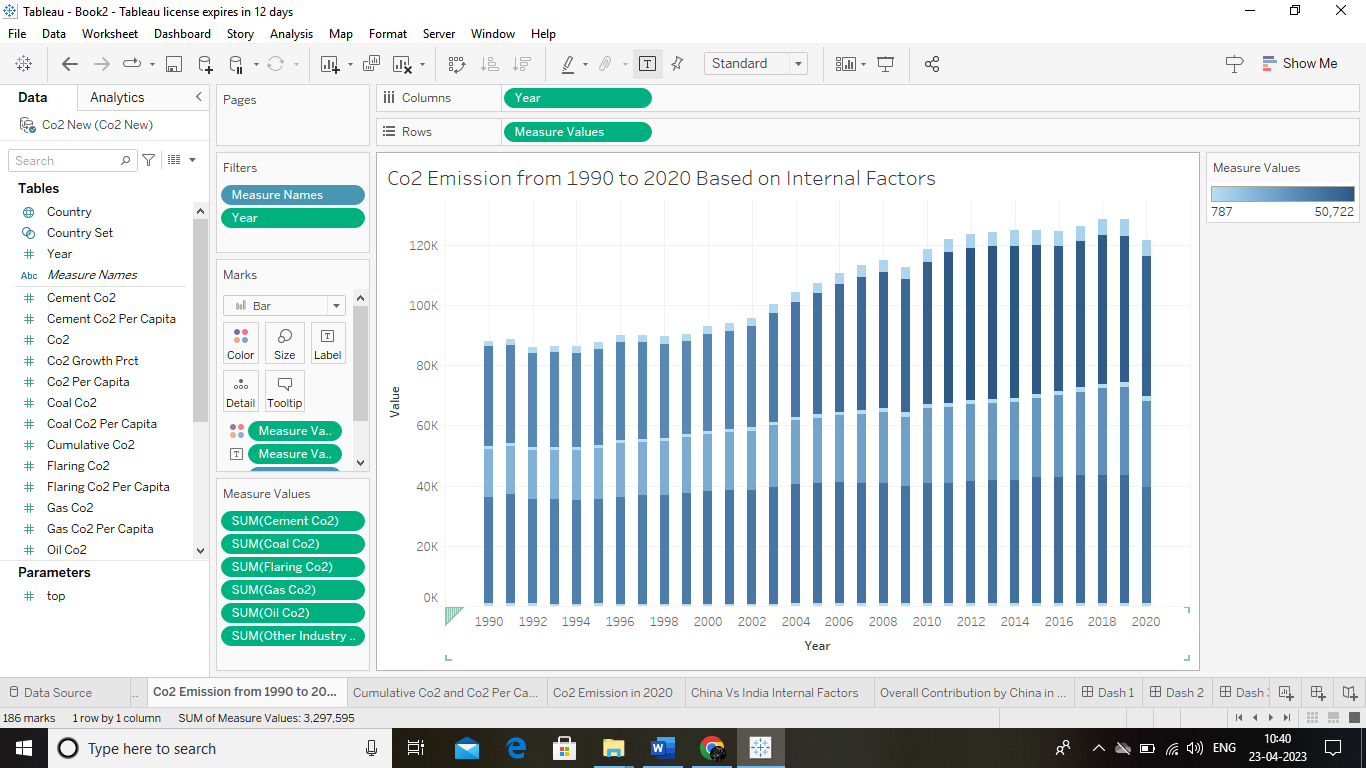 Tableau - Book2 - Tableau license expires in 12 days
File Data Worksheet Dashboard Story Analysis Map Format Server Window Help
Standard
Show Me
Data Analytics
Co2 New (Co2 New)
Search
Tables
Country
Country Set
Year
Abc Measure Names
Cement Co2
Cement Co2 Per Capita
Co2
Co2 Growth Prct
Co2 Per Capita
Coal Co2
Coal Co2 Per Capita
Cumulative Co2
Flaring Co2
Flaring Co2 Per Capita
Gas Co2
Gas Co2 Per Capita
Oil Co2
Parameters
top
Pages
Filters
Measure Names
Year
Marks
Bar
Color Size Label
Detail Tooltip
Measure Va..
Measure Va..
Measure Values
SUM(Cement Co2)
SUM(Coal Co2)
SUM(Flaring Co2)
SUM(Gas Co2)
SUM(Oil Co2)
SUM(Other Industry ..
Columns Year
Rows Measure Values
Co2 Emission from 1990 to 2020 Based on Internal Factors
120K
100K
80K
60K
40K
20K
0K
Value
1990 1992 1994 1996 1998 2000 2002 2004 2006 2008 2010 2012 2014 2016 2018 2020
Year
Measure Values
787 50,722
Data Source .. Co2 Emission from 1990 to 20... Cumulative Co2 and Co2 Per Ca... Co2 Emission in 2020 China Vs India Internal Factors Overall Contribution by China in ... Dash 1 Dash 2 Dash
186 marks 1 row by 1 column SUM of Measure Values: 3,297,595
Type here to search
ENG
10:40
23-04-2023